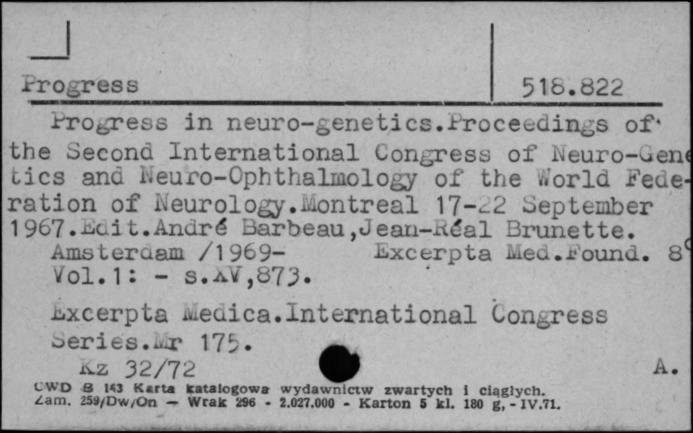 Progress 518.822
Progress in neuro-genetics.Proceedings of
the Second International Congress of Neuro-Gene
tics and Neuro-Ophthalmology of the World Fede-
ration of Neurology.Montreal 17-22 September
1967.Edit.André Barbeau,Jean-Réal Brunette.
Amsterdam /1969- Excerpta Med.Found. 8°
Vol.1: - s.XV,873.
Excerpta Medica.International Congress
Series.Nr 175.
Kz 32/72 A.
CWD B 143 Karta katalogowa wydawnictw zwartych i ciągłych.
Zam. 259/Dw/On — Wrak 296 - 2.027.000 - Karton 5 kl. 180 g, - IV.71.